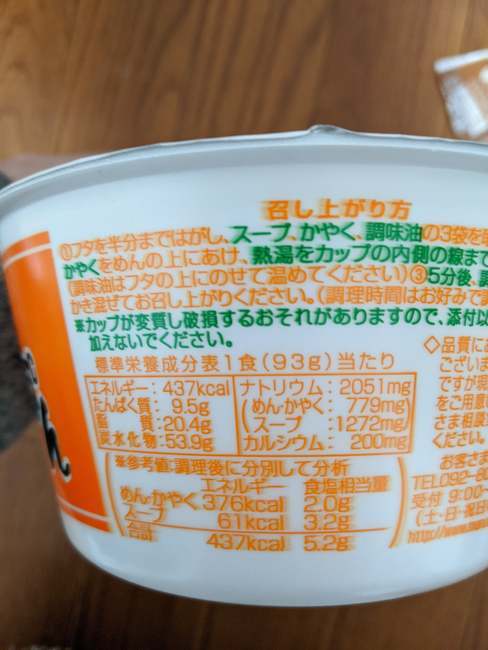 召し上がり方
①フタを半分まではがし、スープ、かやく、調味油の3袋を
かやくをめんの上にあけ、熱湯をカップの内側の線まで
(調味油はフタの上にのせて温めてください) ③5分後、
かき混ぜてお召し上がりください。(調理時間はお好みで
※カップが変質し破損するおそれがありますので、添付以
加えないでください。
標準栄養成分表1食(93g)当たり
エネルギー: 437kcal ナトリウム: 2051mg
たんぱく質: 9.5g (めん・かやく: 779mg)
脂質: 20.4g (スープ: 1272mg)
炭水化物: 53.9g カルシウム: 200mg
※参考値:調理後に分別して分析
エネルギー 食塩相当量
めん・かやく 376kcal 2.0g
スープ 61kcal 3.2g
合計 437kcal 5.2g
◇品質に
ございま
ですが現
をご用意
さま相談
ください。
お客さま
TEL092-
受付 9:00-
(土・日・祝日
http://www.